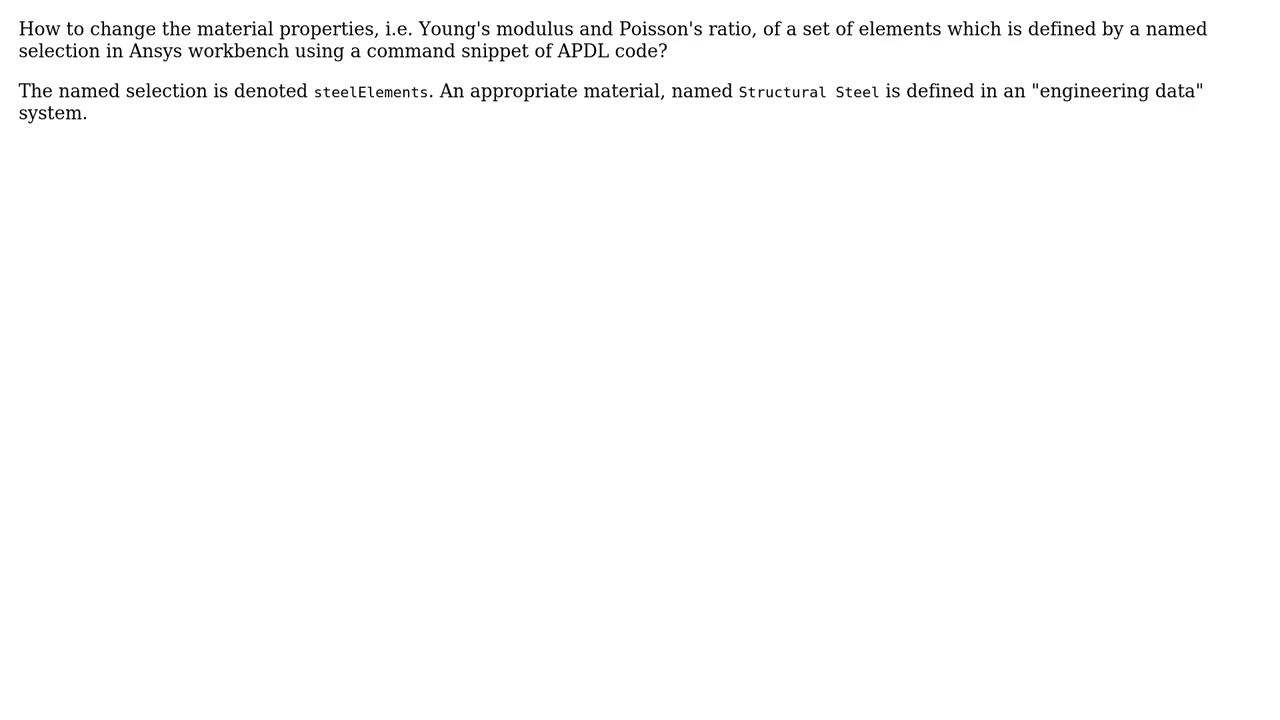 How to change the material properties, i.e. Young's modulus and Poisson's ratio, of a set of elements which is defined by a named
selection in Ansys workbench using a command snippet of APDL code?
The named selection is denoted steelElements. An appropriate material, named Structural Steel is defined in an "engineering data"
system.